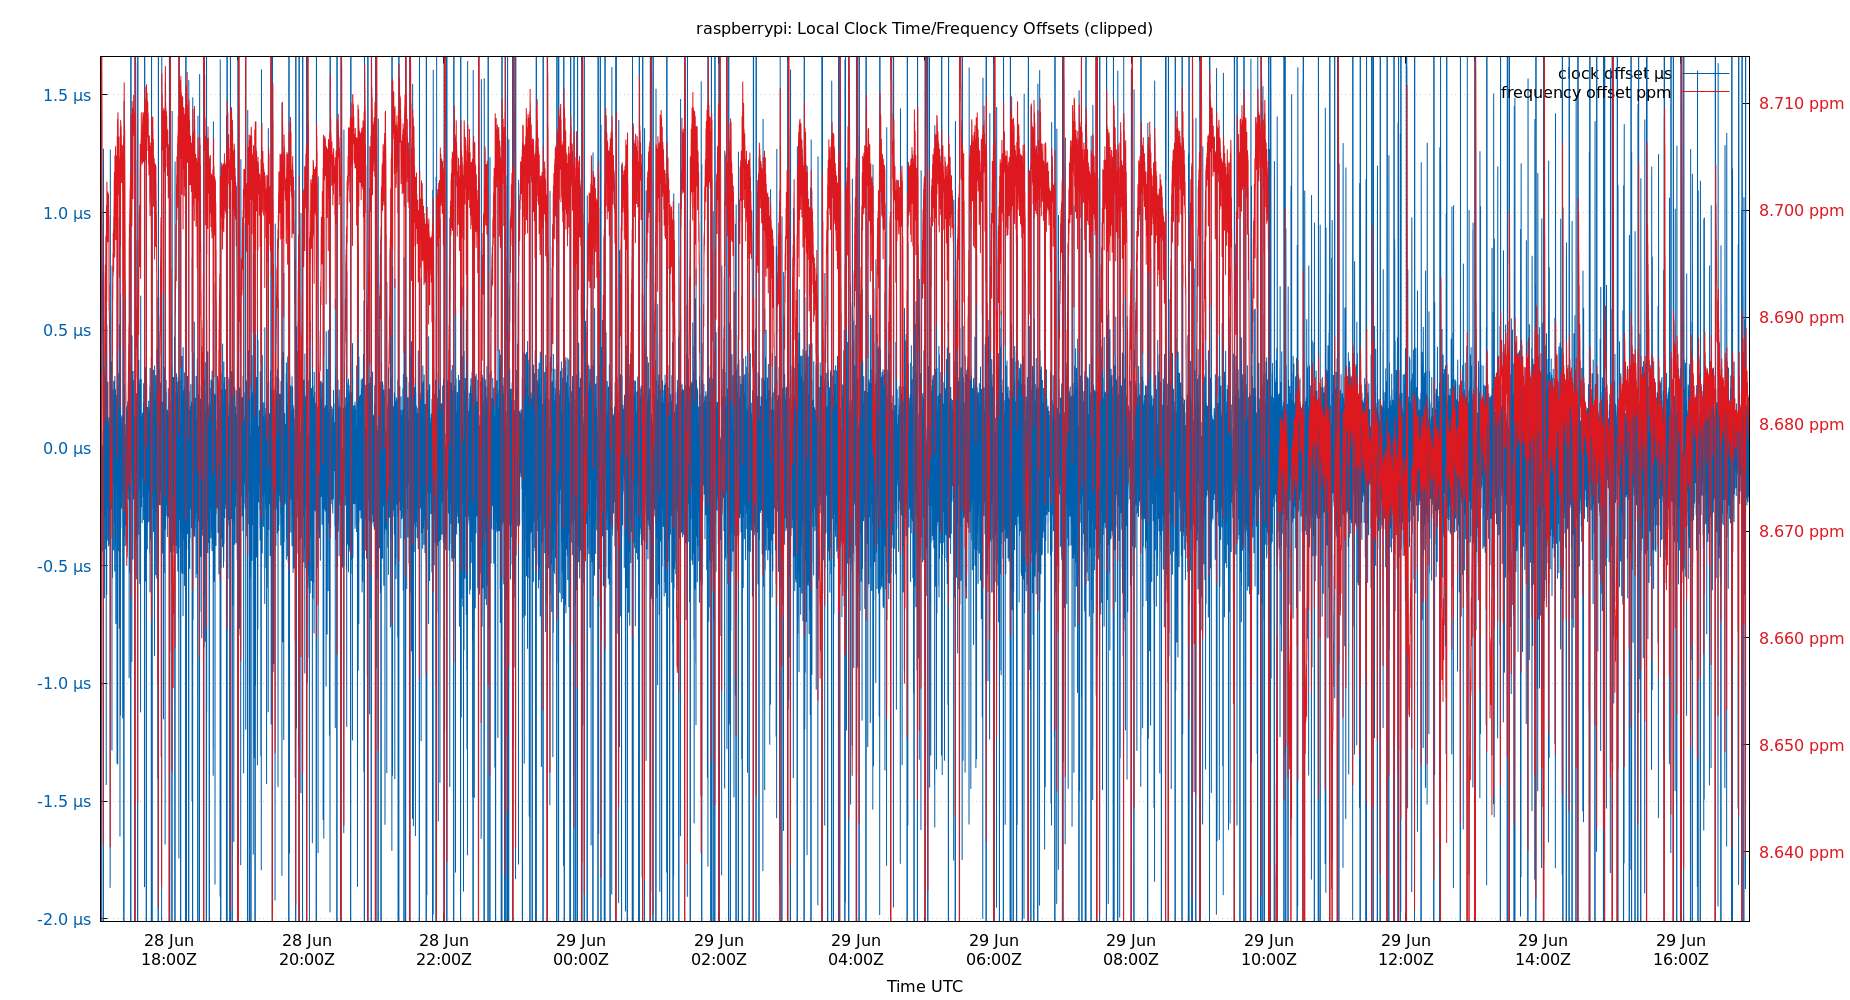 raspberrypi: Local Clock Time/Frequency Offsets (clipped)
clock offset µs
frequency offset ppm
1.5 µs
1.0 µs
0.5 µs
0.0 µs
-0.5 µs
-1.0 µs
-1.5 µs
-2.0 µs
8.710 ppm
8.700 ppm
8.690 ppm
8.680 ppm
8.670 ppm
8.660 ppm
8.650 ppm
8.640 ppm
28 Jun 28 Jun 28 Jun 29 Jun 29 Jun 29 Jun 29 Jun 29 Jun 29 Jun 29 Jun 29 Jun 29 Jun
18:00Z 20:00Z 22:00Z 00:00Z 02:00Z 04:00Z 06:00Z 08:00Z 10:00Z 12:00Z 14:00Z 16:00Z
Time UTC